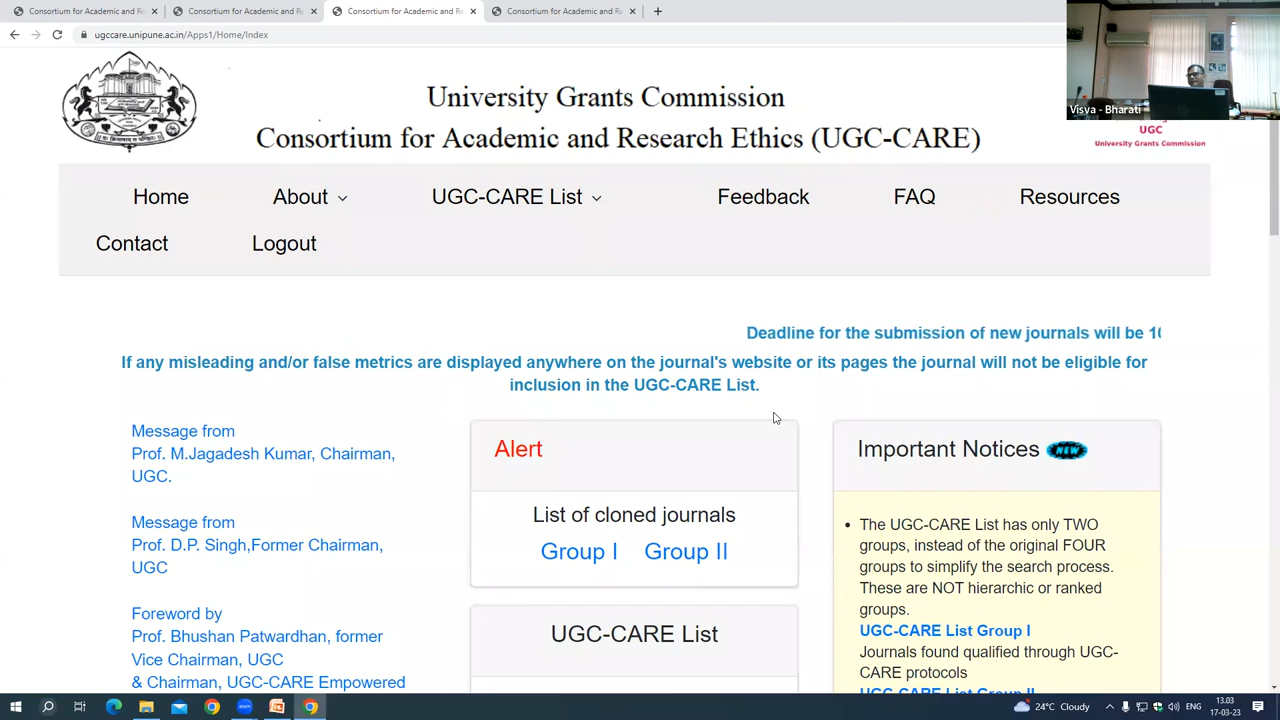 Consortium for Academic and Re
Consortium for Academic and Re
Consortium for Academic and Re
Consortium for Academic and Re
ugccare.unipune.ac.in/Apps1/Home/Index
Visva - Bharati
University Grants Commission
Consortium for Academic and Research Ethics (UGC-CARE)
UGC
University Grants Commission
Home
About
UGC-CARE List
Feedback
FAQ
Resources
Contact
Logout
Deadline for the submission of new journals will be
If any misleading and/or false metrics are displayed anywhere on the journal's website or its pages the journal will not be eligible for
inclusion in the UGC-CARE List.
Message from
Prof. M.Jagadesh Kumar, Chairman,
UGC.
Message from
Prof. D.P. Singh,Former Chairman,
UGC
Foreword by
Prof. Bhushan Patwardhan, former
Vice Chairman, UGC
& Chairman, UGC-CARE Empowered
Alert
List of cloned journals
Group I Group II
UGC-CARE List
Important Notices NEW
The UGC-CARE List has only TWO
groups, instead of the original FOUR
groups to simplify the search process.
These are NOT hierarchic or ranked
groups.
UGC-CARE List Group I
Journals found qualified through UGC-
CARE protocols
UGC-CARE List Group II
24°C Cloudy
ENG
13.03
17-03-23